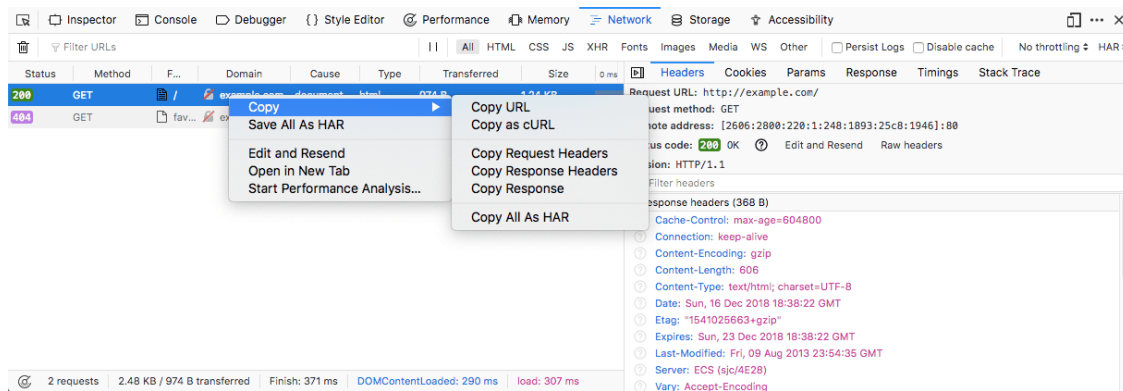 Inspector Console Debugger { } Style Editor Performance Memory Network Storage Accessibility
Filter URLs All HTML CSS JS XHR Fonts Images Media WS Other Persist Logs Disable cache No throttling HAR
Status Method F... Domain Cause Type Transferred Size 0 ms Headers Cookies Params Response Timings Stack Trace
200 GET / example.com document html 974 B 1.24 KB
404 GET fav... ex
Copy
Save All As HAR
Edit and Resend
Open in New Tab
Start Performance Analysis...
Copy URL
Copy as cURL
Copy Request Headers
Copy Response Headers
Copy Response
Copy All As HAR
Request URL: http://example.com/
uest method: GET
note address: [2606:2800:220:1:248:1893:25c8:1946]:80
us code: 200 OK Edit and Resend Raw headers
sion: HTTP/1.1
Filter headers
esponse headers (368 B)
Cache-Control: max-age=604800
Connection: keep-alive
Content-Encoding: gzip
Content-Length: 606
Content-Type: text/html; charset=UTF-8
Date: Sun, 16 Dec 2018 18:38:22 GMT
Etag: "1541025663+gzip"
Expires: Sun, 23 Dec 2018 18:38:22 GMT
Last-Modified: Fri, 09 Aug 2013 23:54:35 GMT
Server: ECS (sjc/4E28)
Vary: Accept-Encoding
2 requests 2.48 KB / 974 B transferred Finish: 371 ms DOMContentLoaded: 290 ms load: 307 ms